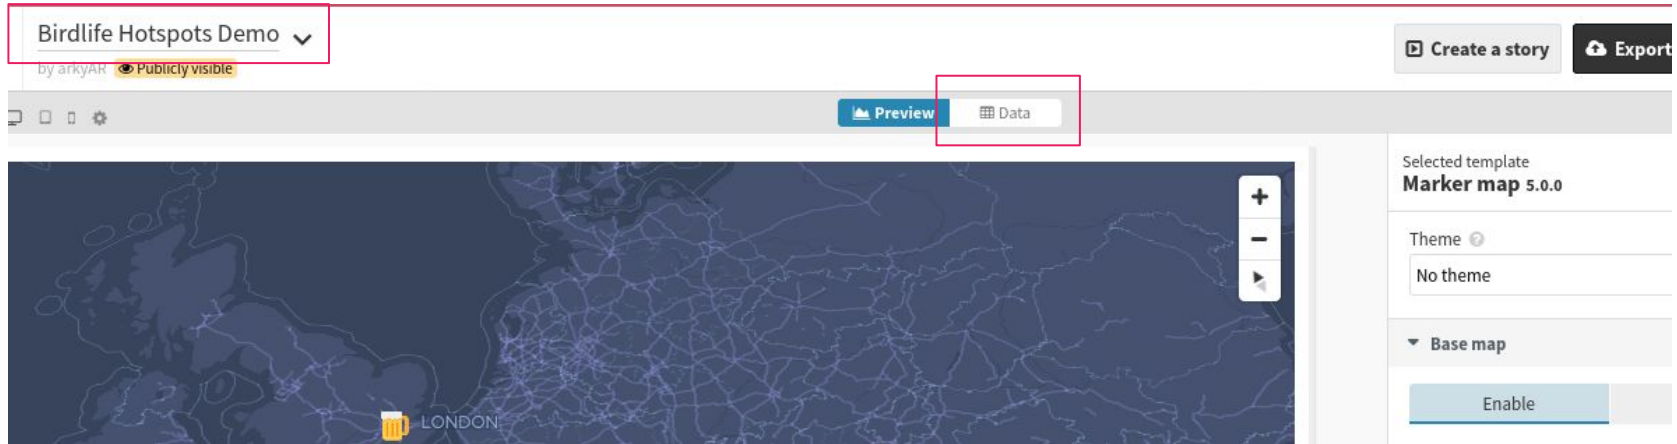 Birdlife Hotspots Demo
by arkyAR Publicly visible
Create a story
Export
Preview
Data
Selected template
Marker map 5.0.0
Theme
No theme
Base map
Enable
LONDON